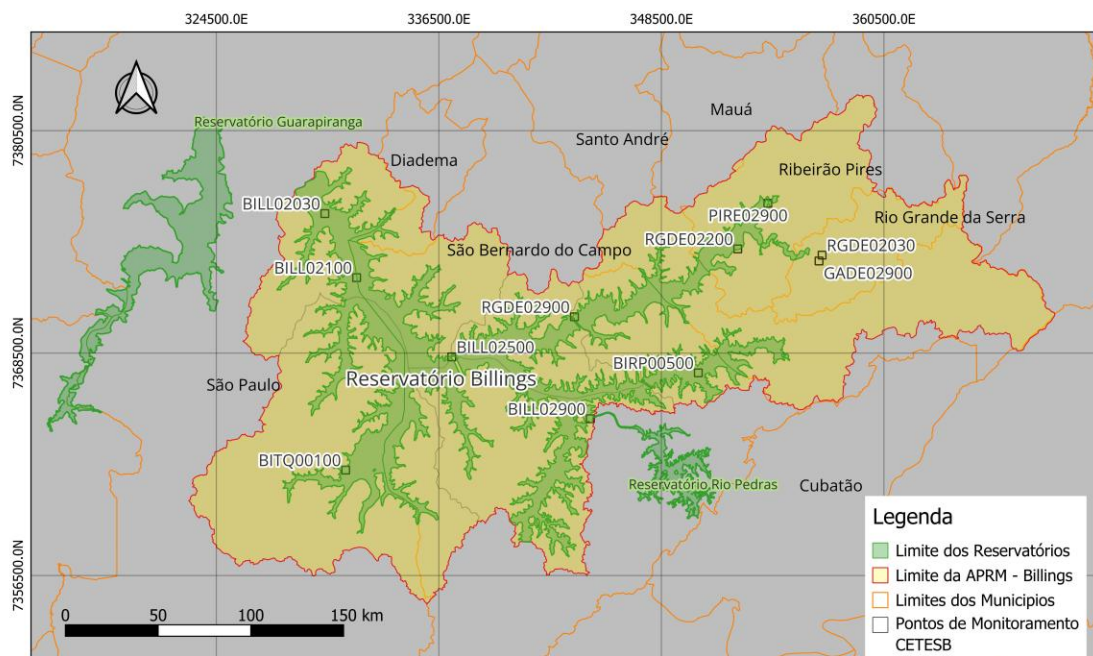 324500.0E
336500.0E
348500.0E
360500.0E
7380500.0N
7368500.0N
7356500.0N
Reservatório Guarapiranga
Mauá
Santo André
Diadema
Ribeirão Pires
BILL02030
PIRE02900
Rio Grande da Serra
RGDE02200
São Bernardo do Campo
RGDE02030
BILL02100
GADE02900
RGDE02900
BILL02500
BIRP00500
São Paulo
Reservatório Billings
BILL02900
BITQ00100
Reservatório Rio Pedras
Cubatão
Legenda
Limite dos Reservatórios
Limite da APRM - Billings
Limites dos Municipios
Pontos de Monitoramento
CETESB
0 50 100 150 km